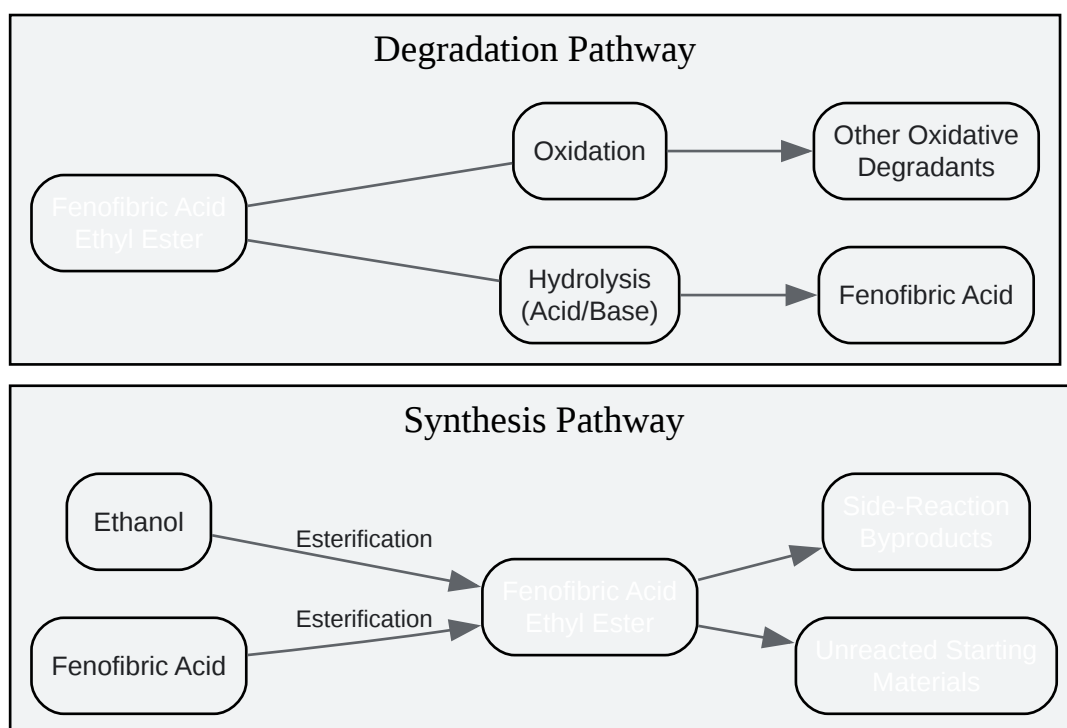 Degradation Pathway
Oxidation
Other Oxidative
Degradants
Fenofibric Acid
Ethyl Ester
Hydrolysis
(Acid/Base)
Fenofibric Acid
Synthesis Pathway
Ethanol
Esterification
Side-Reaction
Byproducts
Fenofibric Acid
Ethyl Ester
Esterification
Fenofibric Acid
Unreacted Starting
Materials